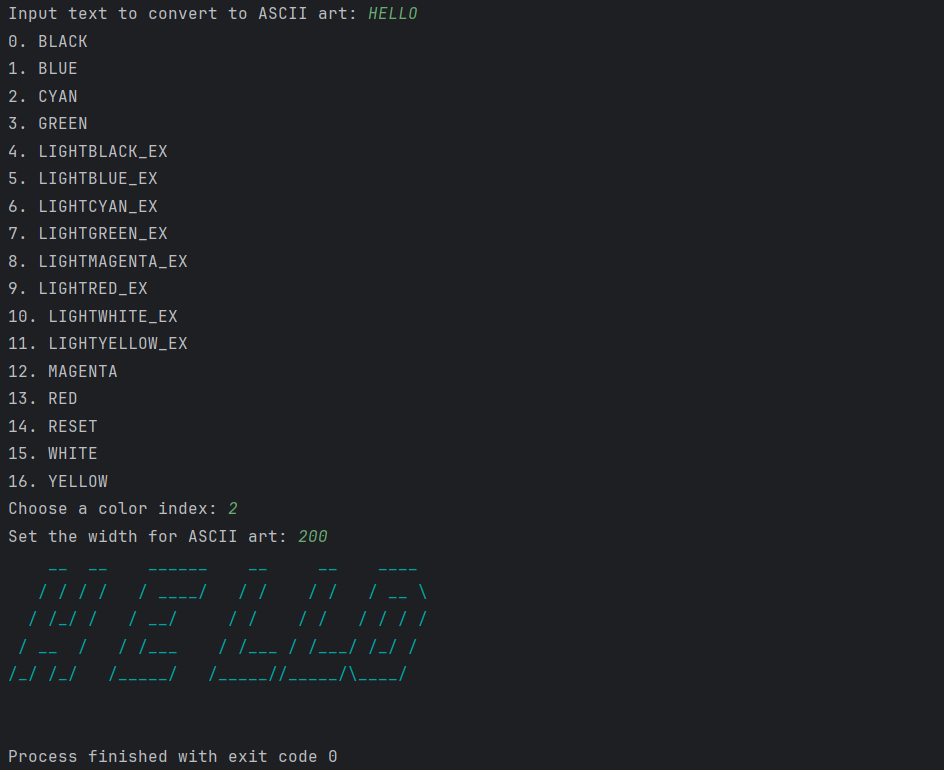 Input text to convert to ASCII art: HELLO
0. BLACK
1. BLUE
2. CYAN
3. GREEN
4. LIGHTBLACK_EX
5. LIGHTBLUE_EX
6. LIGHTCYAN_EX
7. LIGHTGREEN_EX
8. LIGHTMAGENTA_EX
9. LIGHTRED_EX
10. LIGHTWHITE_EX
11. LIGHTYELLOW_EX
12. MAGENTA
13. RED
14. RESET
15. WHITE
16. YELLOW
Choose a color index: 2
Set the width for ASCII art: 200
    __  __    ______    __     __    ____
   / / / /   / ____/   / /    / /   / __ \
  / /_/ /   / __/     / /    / /   / / / /
 / __  /   / /___    / /___ / /___/ /_/ /
/_/ /_/   /_____/   /_____//_____/\____/
Process finished with exit code 0